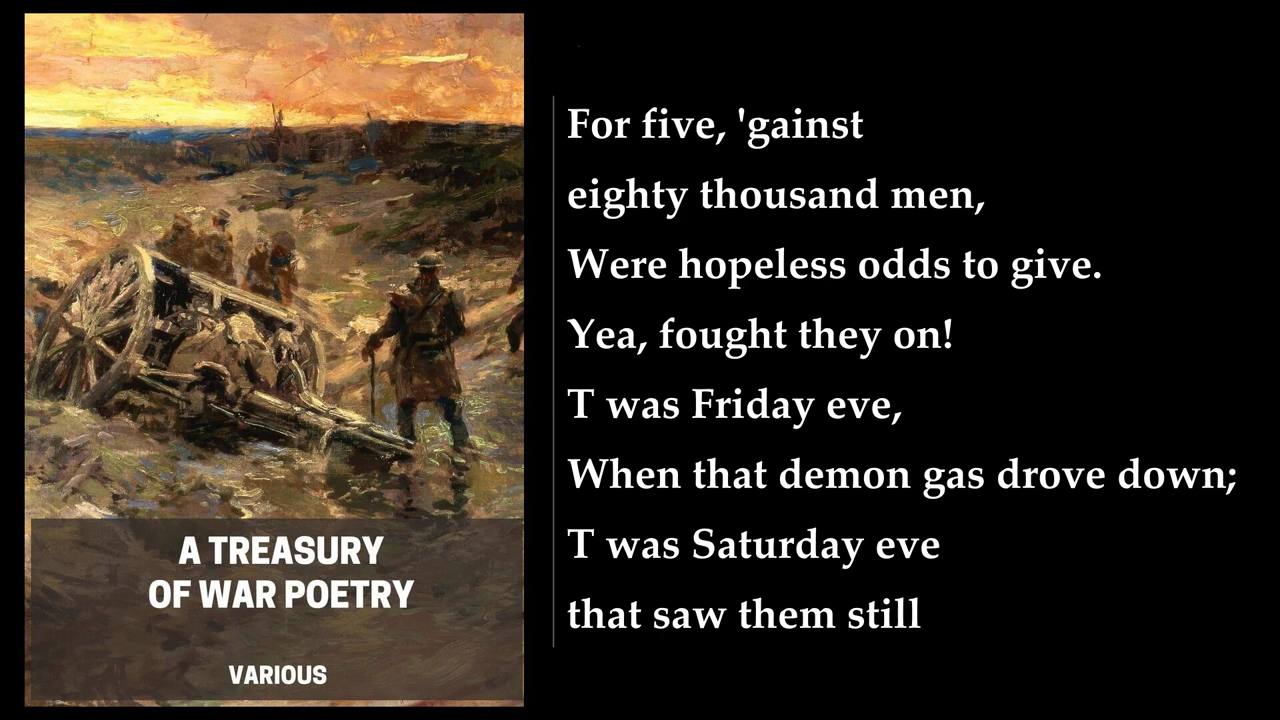 A TREASURY
OF WAR POETRY
VARIOUS
For five, 'gainst
eighty thousand men,
Were hopeless odds to give.
Yea, fought they on!
T was Friday eve,
When that demon gas drove down;
T was Saturday eve
that saw them still